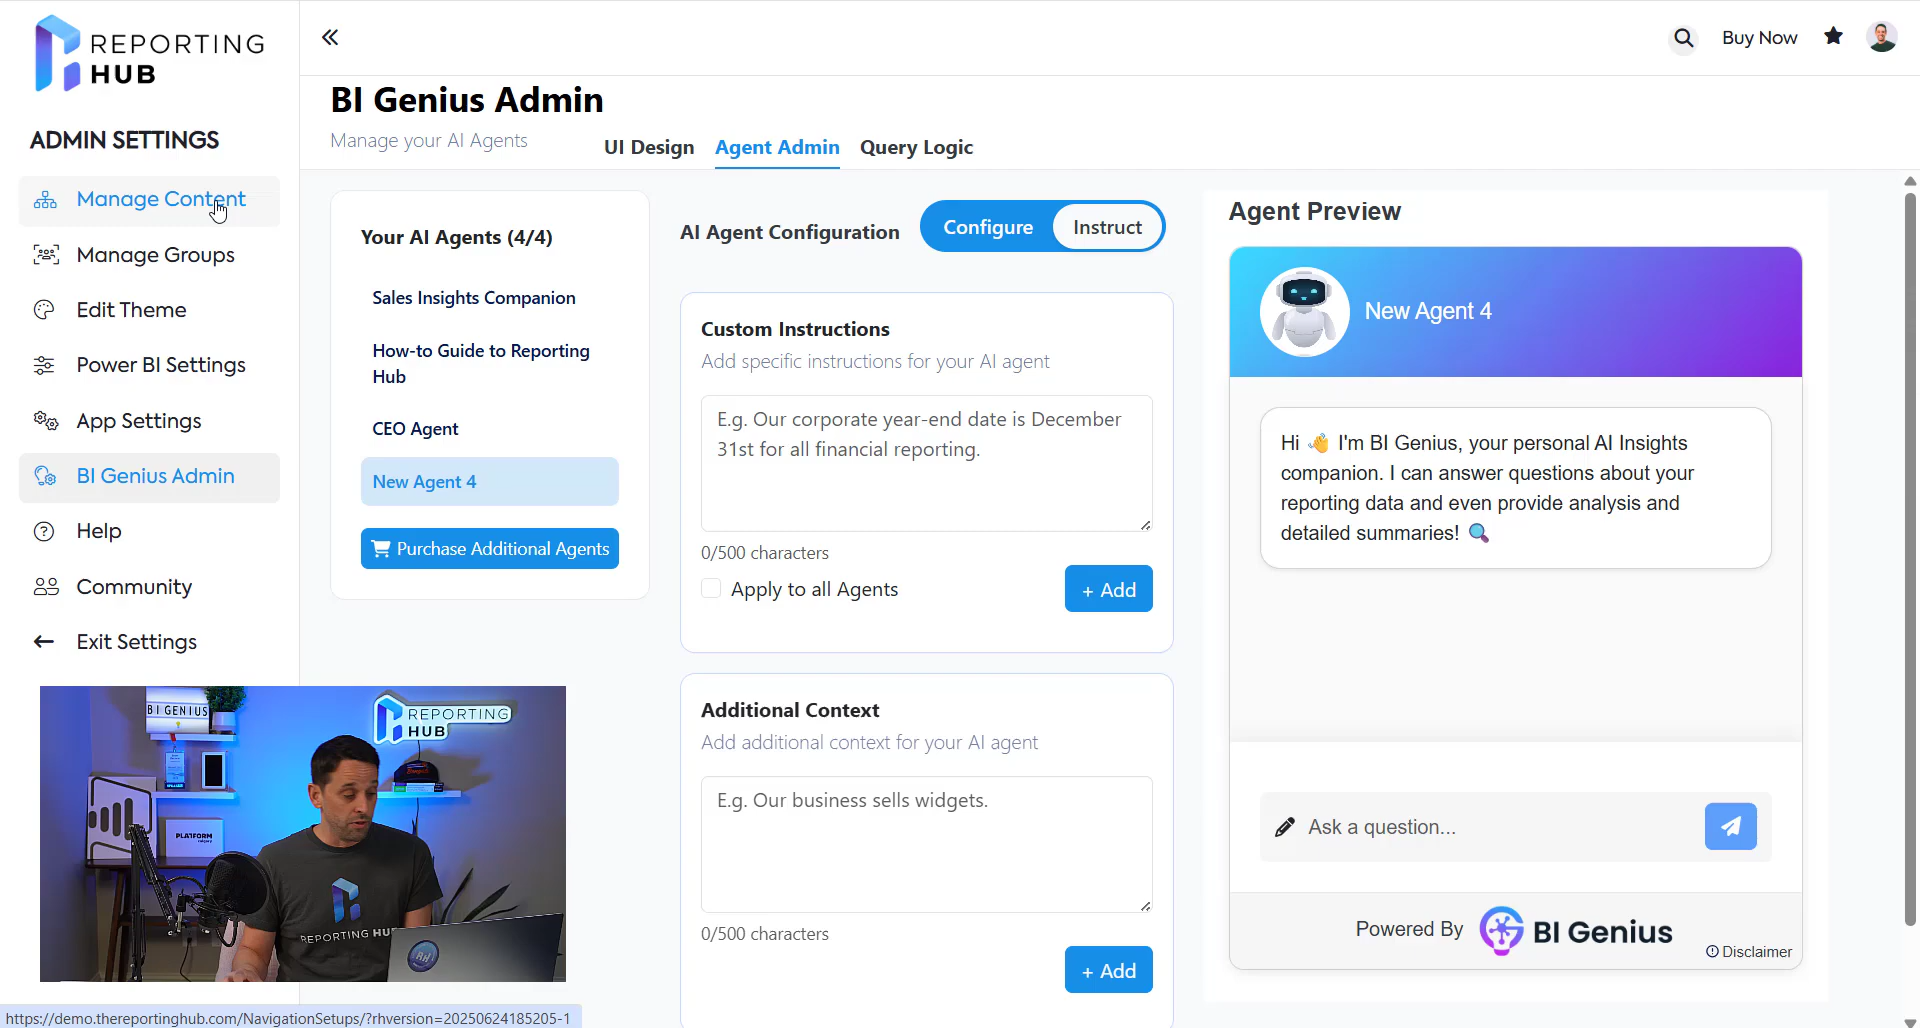 REPORTING
HUB
ADMIN SETTINGS
Manage Content
Manage Groups
Edit Theme
Power BI Settings
App Settings
BI Genius Admin
Help
Community
Exit Settings
Buy Now
BI Genius Admin
Manage your AI Agents
UI Design
Agent Admin
Query Logic
Your AI Agents (4/4)
Sales Insights Companion
How-to Guide to Reporting
Hub
CEO Agent
New Agent 4
Purchase Additional Agents
AI Agent Configuration
Configure
Instruct
Custom Instructions
Add specific instructions for your AI agent
E.g. Our corporate year-end date is December
31st for all financial reporting.
0/500 characters
Apply to all Agents
+ Add
Additional Context
Add additional context for your AI agent
E.g. Our business sells widgets.
0/500 characters
+ Add
Agent Preview
New Agent 4
Hi 👋 I'm BI Genius, your personal AI Insights
companion. I can answer questions about your
reporting data and even provide analysis and
detailed summaries! 🔍
Ask a question...
Powered By
BI Genius
Disclaimer
BI GENIUS
REPORTING
HUB
PLATFORM
REPORTING HU
RH
https://demo.thereportinghub.com/NavigationSetups/?rhversion=20250624185205-1